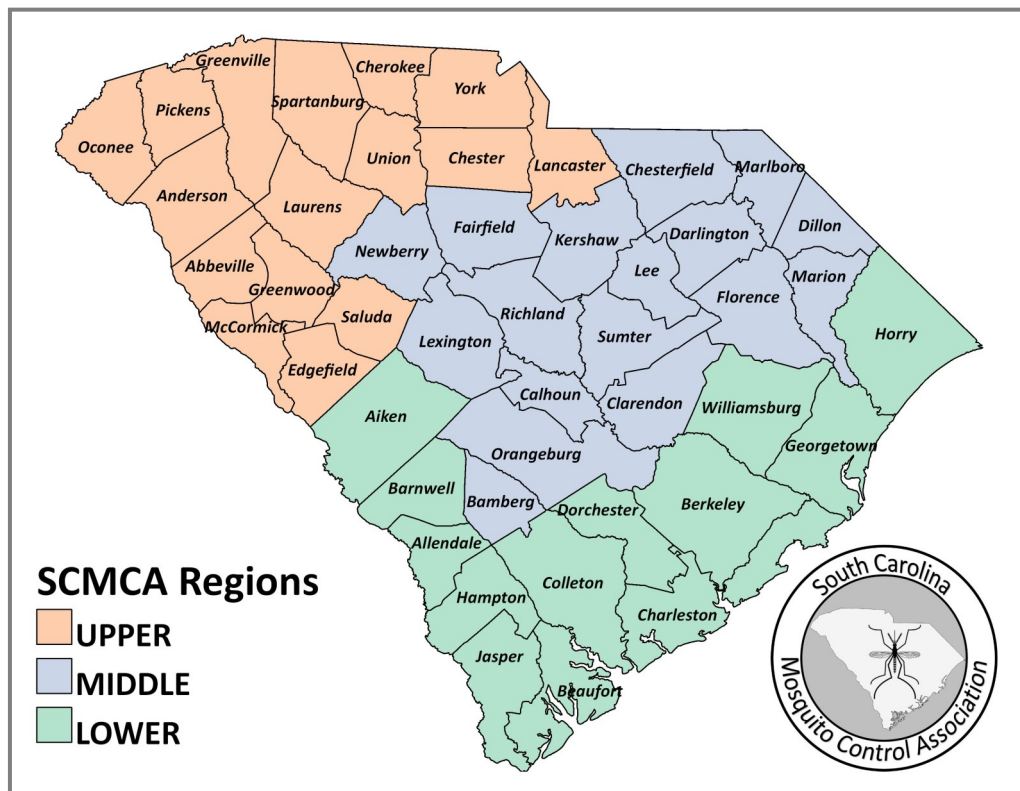 Greenville
Cherokee
York
Pickens
Spartanburg
Oconee
Union
Chester
Lancaster
Chesterfield
Marlboro
Anderson
Laurens
Fairfield
Kershaw
Darlington
Dillon
Newberry
Abbeville
Lee
Marion
Greenwood
Florence
McCormick
Saluda
Richland
Sumter
Horry
Lexington
Edgefield
Calhoun
Clarendon
Williamsburg
Aiken
Georgetown
Orangeburg
Barnwell
Bamberg
Dorchester
Berkeley
Allendale
Colleton
Hampton
Charleston
Jasper
Beaufort
SCMCA Regions
UPPER
MIDDLE
LOWER
South Carolina
Mosquito Control Association